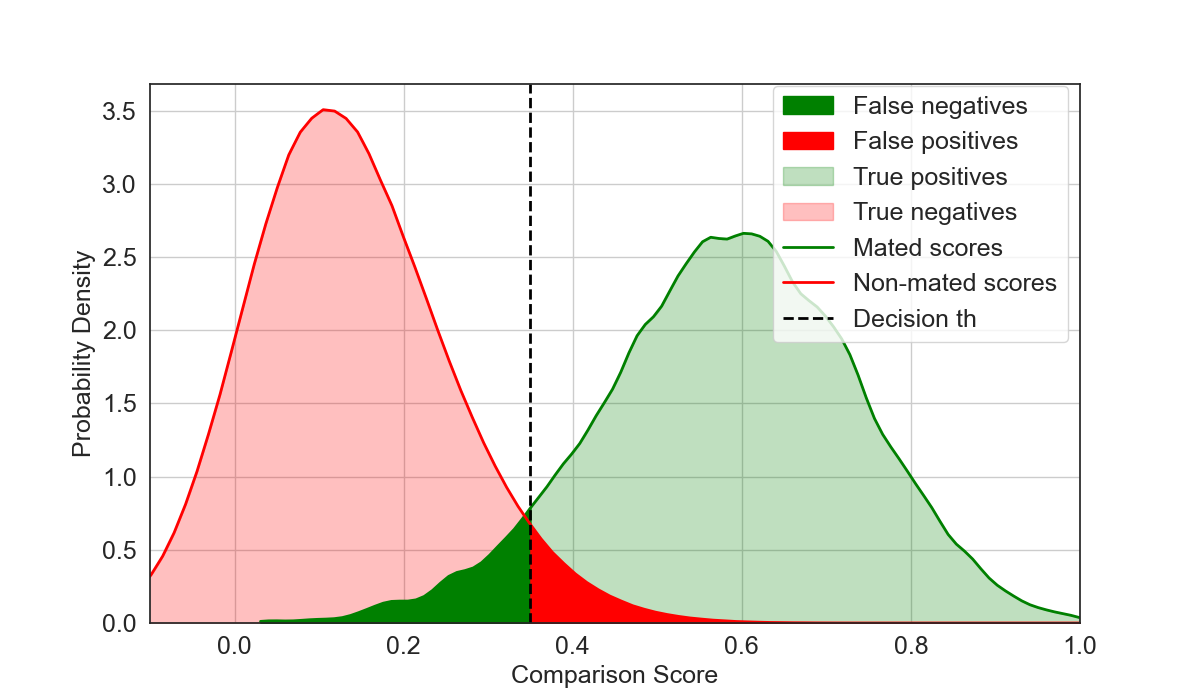 3.5
3.0
2.5
2.0
1.5
1.0
0.5
0.0
Probability Density
False negatives
False positives
True positives
True negatives
Mated scores
Non-mated scores
Decision th
0.0 0.2 0.4 0.6 0.8 1.0
Comparison Score